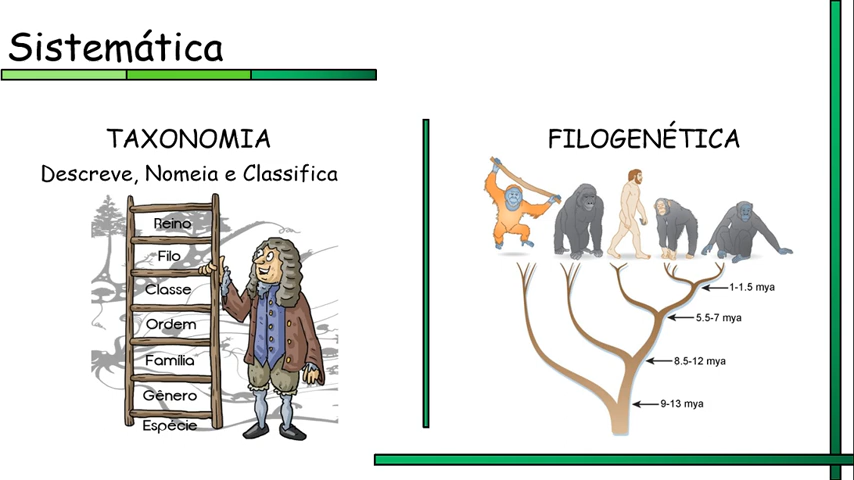 Sistemática
TAXONOMIA
Descreve, Nomeia e Classifica
Reino
Filo
Classe
Ordem
Família
Gênero
Espécie
FILOGENÉTICA
1-1.5 mya
5.5-7 mya
8.5-12 mya
9-13 mya